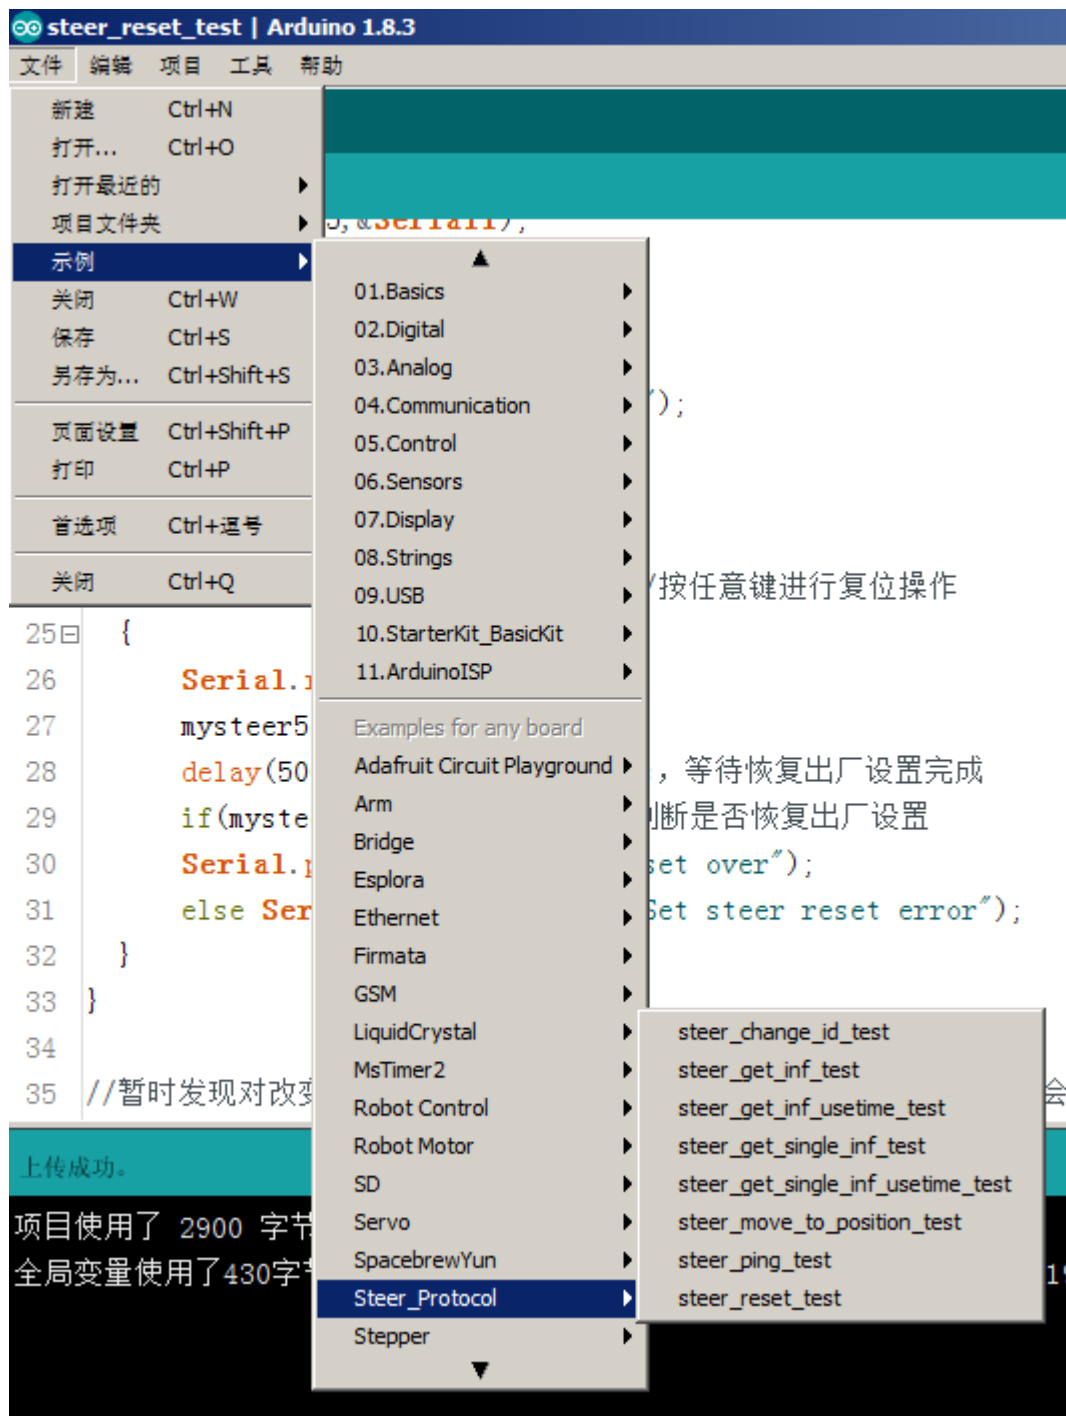 steer_reset_test | Arduino 1.8.3
文件 编辑 项目 工具 帮助
新建 Ctrl+N
打开... Ctrl+O
打开最近的
项目文件夹
示例
关闭 Ctrl+W
保存 Ctrl+S
另存为... Ctrl+Shift+S
页面设置 Ctrl+Shift+P
打印 Ctrl+P
首选项 Ctrl+逗号
关闭 Ctrl+Q
01.Basics
02.Digital
03.Analog
04.Communication
05.Control
06.Sensors
07.Display
08.Strings
09.USB
10.StarterKit_BasicKit
11.ArduinoISP
Examples for any board
Adafruit Circuit Playground
Arm
Bridge
Esplora
Ethernet
Firmata
GSM
LiquidCrystal
MsTimer2
Robot Control
Robot Motor
SD
Servo
SpacebrewYun
Steer_Protocol
Stepper
steer_change_id_test
steer_get_inf_test
steer_get_inf_usetime_test
steer_get_single_inf_test
steer_get_single_inf_usetime_test
steer_move_to_position_test
steer_ping_test
steer_reset_test
,&Serial1);
");
/按任意键进行复位操作
25 {
26 Serial.
27 mysteer5
28 delay(50 , 等待恢复出厂设置完成
29 if(myste 判断是否恢复出厂设置
30 Serial. set over");
31 else Ser Set steer reset error");
32 }
33 }
34
35 //暂时发现对改变 会
上传成功。
项目使用了 2900 字节
全局变量使用了430字节 19